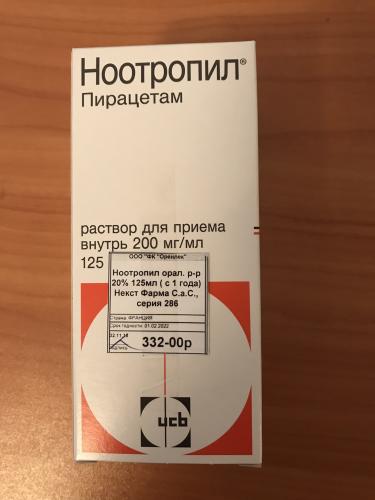 Ноотропил®
Пирацетам
раствор для приема
внутрь 200 мг/мл
125
ООО "ФК "Оренлек"
Ноотропил орал. р-р
20% 125мл ( с 1 года)
Некст Фарма С.а.С.,
серия 286
Страна: ФРАНЦИЯ
Срок годности: 01.02.2022
332-00р
ucb